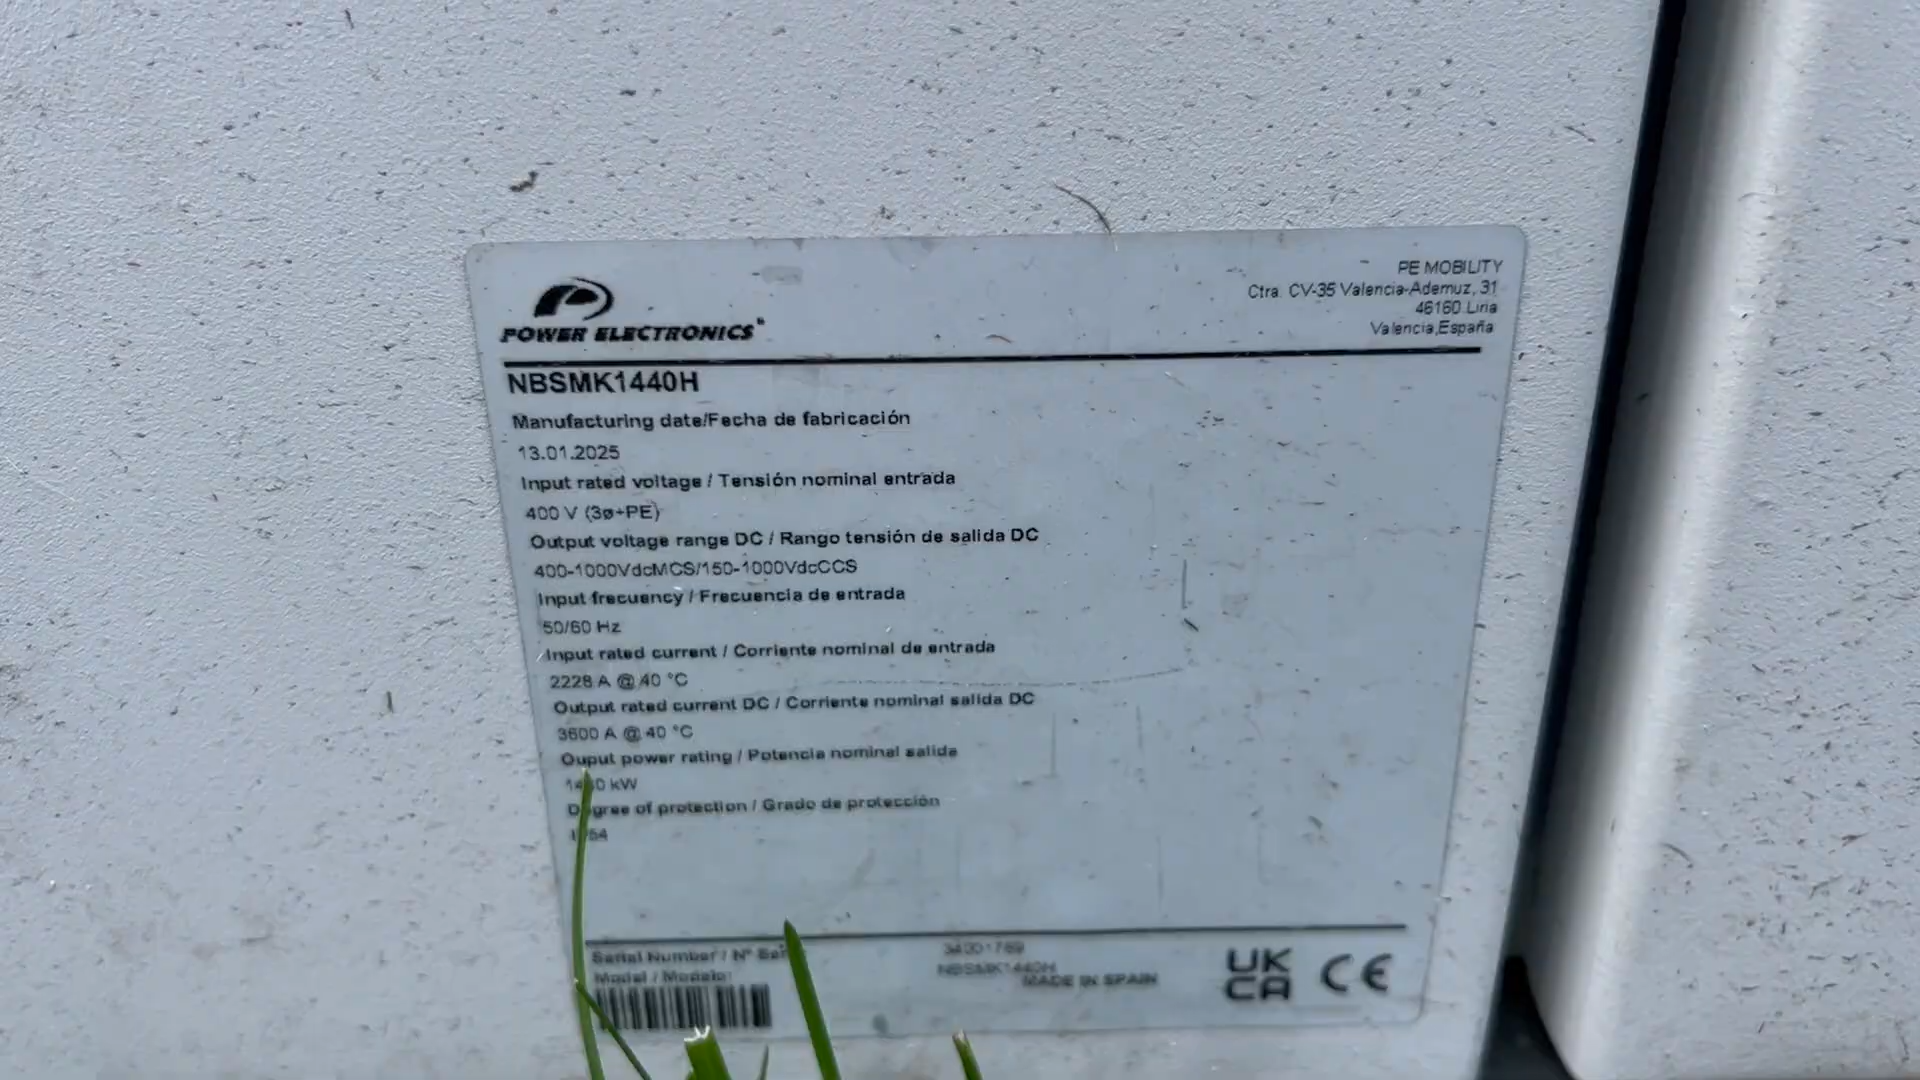 PE MOBILITY
Ctra. CV-35 Valencia-Ademuz, 31
46160 Liria
Valencia,España
POWER ELECTRONICS®
NBSMK1440H
Manufacturing date/Fecha de fabricación
13.01.2025
Input rated voltage / Tensión nominal entrada
400 V (3ø+PE)
Output voltage range DC / Rango tensión de salida DC
400-1000VdcMCS/150-1000VdcCCS
Input frecuency / Frecuencia de entrada
50/60 Hz
Input rated current / Corriente nominal de entrada
2228 A @ 40 °C
Output rated current DC / Corriente nominal salida DC
3600 A @ 40 °C
Ouput power rating / Potencia nominal salida
kW
Degree of protection / Grado de protección
Serial Number / Nº
Model / Modelo:
NBSMK1440H
MADE IN SPAIN
UK
CA
CE